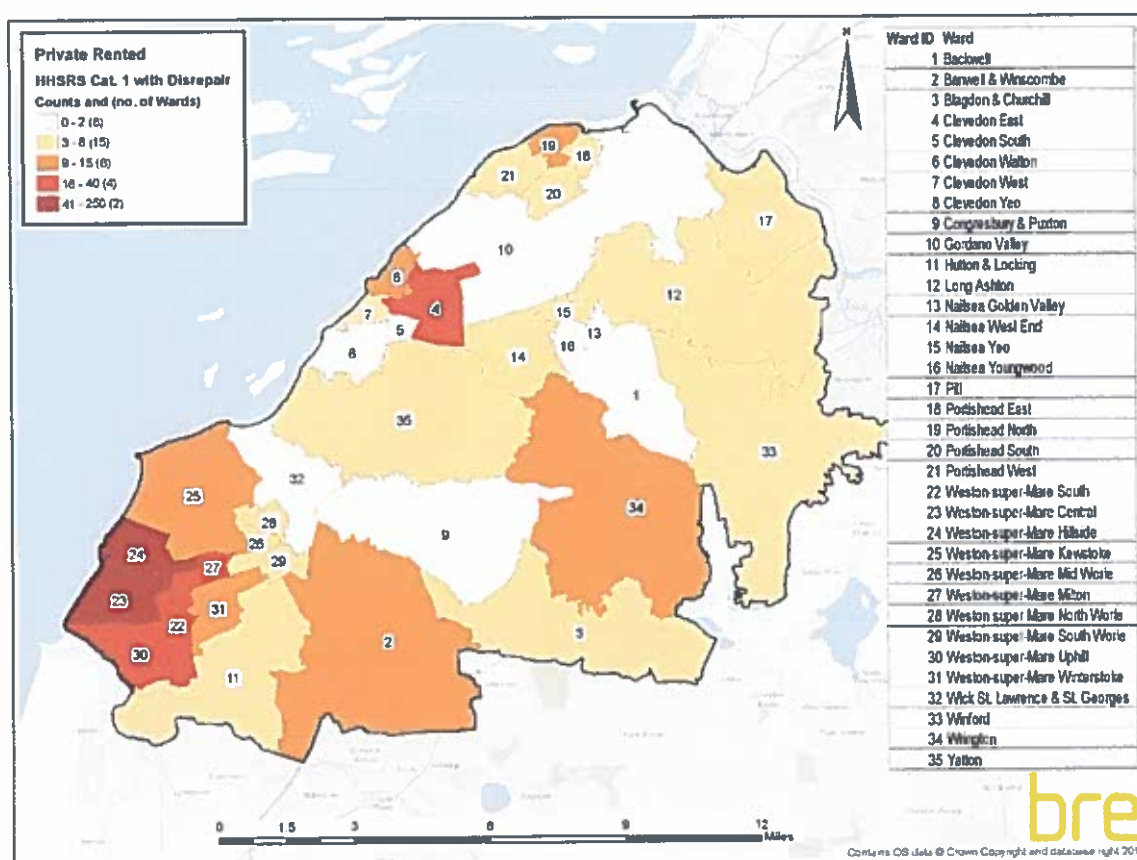 Private Rented
HHSRS Cat. 1 with Disrepair
Counts and (no. of Wards)
3 - 8 (15)
9 - 15 (6)
16 - 40 (4)
41 - 250 (2)
N
Ward ID Ward
1 Backwell
2 Banwell & Winscombe
3 Blagdon & Churchill
4 Clevedon East
5 Clevedon South
6 Clevedon Walton
7 Clevedon West
8 Clevedon Yeo
9 Congresbury & Puxton
10 Gordano Valley
11 Hutton & Locking
12 Long Ashton
13 Nailsea Golden Valley
14 Nailsea West End
15 Nailsea Yeo
16 Nailsea Youngwood
17 Pill
18 Portishead East
19 Portishead North
20 Portishead South
21 Portishead West
22 Weston-super-Mare South
23 Weston-super-Mare Central
24 Weston-super-Mare Hillside
25 Weston-super-Mare Kewstoke
26 Weston-super-Mare Mid Worle
27 Weston-super-Mare Milton
28 Weston-super-Mare North Worle
29 Weston-super-Mare South Worle
30 Weston-super-Mare Uphill
31 Weston-super-Mare Winterstoke
32 Wick St. Lawrence & St. Georges
33 Winford
34 Wrington
35 Yatton
19
18
21
20
17
10
6
4
12
7
5
15
13
8
16
14
1
35
33
32
25
28
34
26
9
24
29
27
23
31
22
2
3
30
11
0 1.5 3 6 9 12
Miles
bre
Contains OS data © Crown Copyright and database right